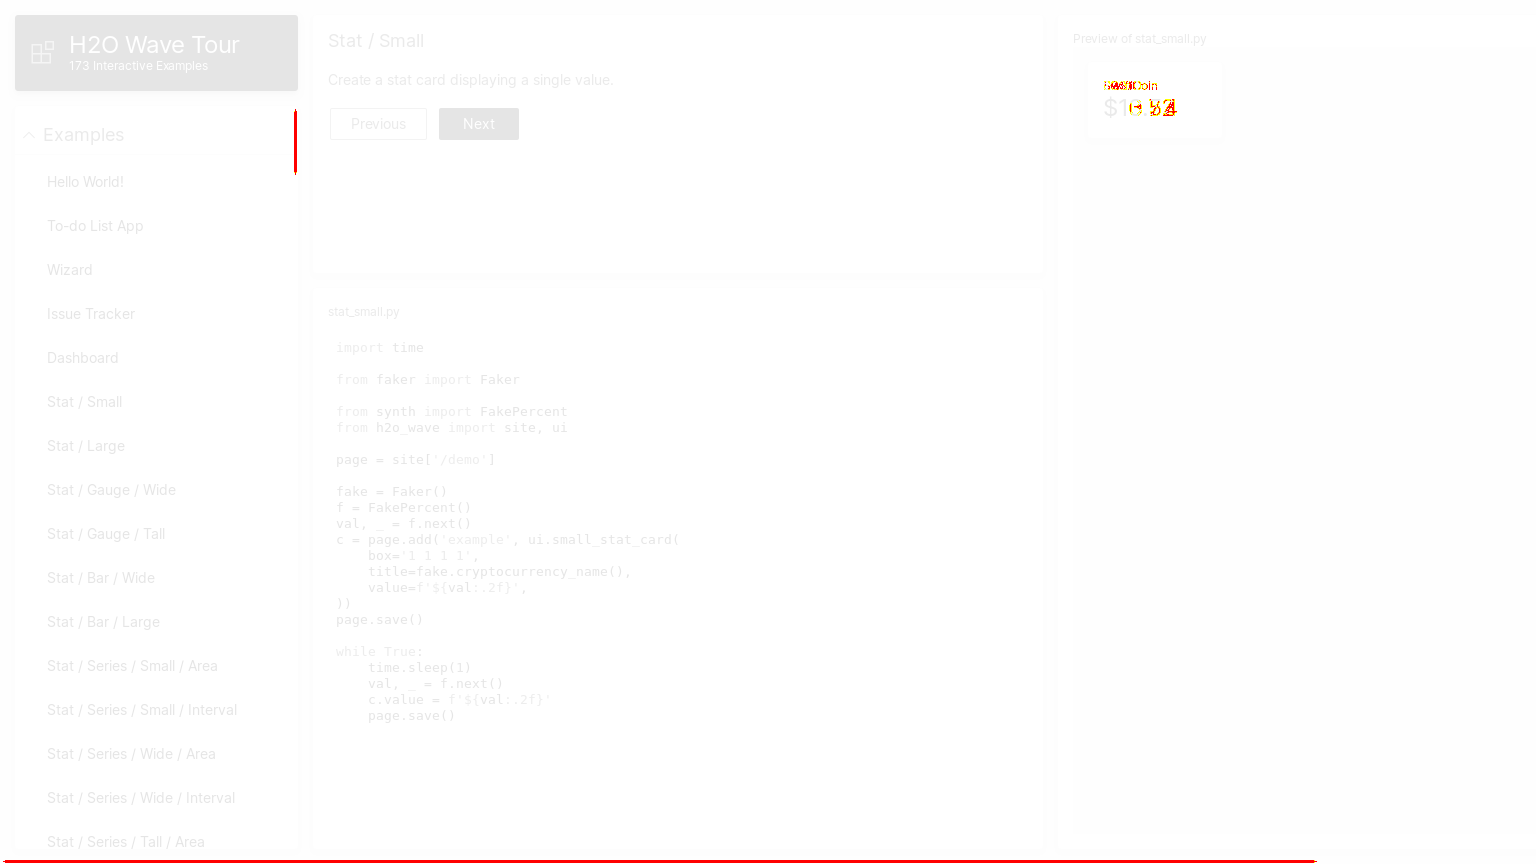 H2O Wave Tour
173 Interactive Examples
Examples
Hello World!
To-do List App
Wizard
Issue Tracker
Dashboard
Stat / Small
Stat / Large
Stat / Gauge / Wide
Stat / Gauge / Tall
Stat / Bar / Wide
Stat / Bar / Large
Stat / Series / Small / Area
Stat / Series / Small / Interval
Stat / Series / Wide / Area
Stat / Series / Wide / Interval
Stat / Series / Tall / Area
Stat / Small
Create a stat card displaying a single value.
Previous
Next
stat_small.py
import time
from faker import Faker
from synth import FakePercent
from h2o_wave import site, ui
page = site['/demo']
fake = Faker()
f = FakePercent()
val, _ = f.next()
c = page.add('example', ui.small_stat_card(
    box='1 1 1 1',
    title=fake.cryptocurrency_name(),
    value=f'${val:.2f}',
))
page.save()
while True:
    time.sleep(1)
    val, _ = f.next()
    c.value = f'${val:.2f}'
    page.save()
Preview of stat_small.py